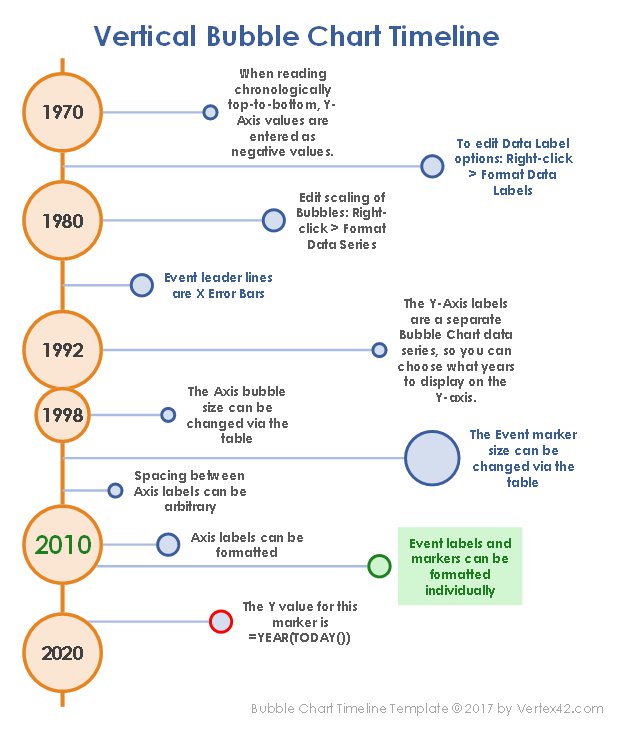 Vertical Bubble Chart Timeline
1970
When reading
chronologically
top-to-bottom, Y-
Axis values are
entered as
negative values.
To edit Data Label
options: Right-click
> Format Data
Labels
1980
Edit scaling of
Bubbles: Right-
click > Format
Data Series
Event leader lines
are X Error Bars
1992
The Y-Axis labels
are a separate
Bubble Chart data
series, so you can
choose what years
to display on the
Y-axis.
1998
The Axis bubble
size can be
changed via the
table
The Event marker
size can be
changed via the
table
Spacing between
Axis labels can be
arbitrary
2010
Axis labels can be
formatted
Event labels and
markers can be
formatted
individually
The Y value for this
marker is
=YEAR(TODAY())
2020
Bubble Chart Timeline Template © 2017 by Vertex42.com